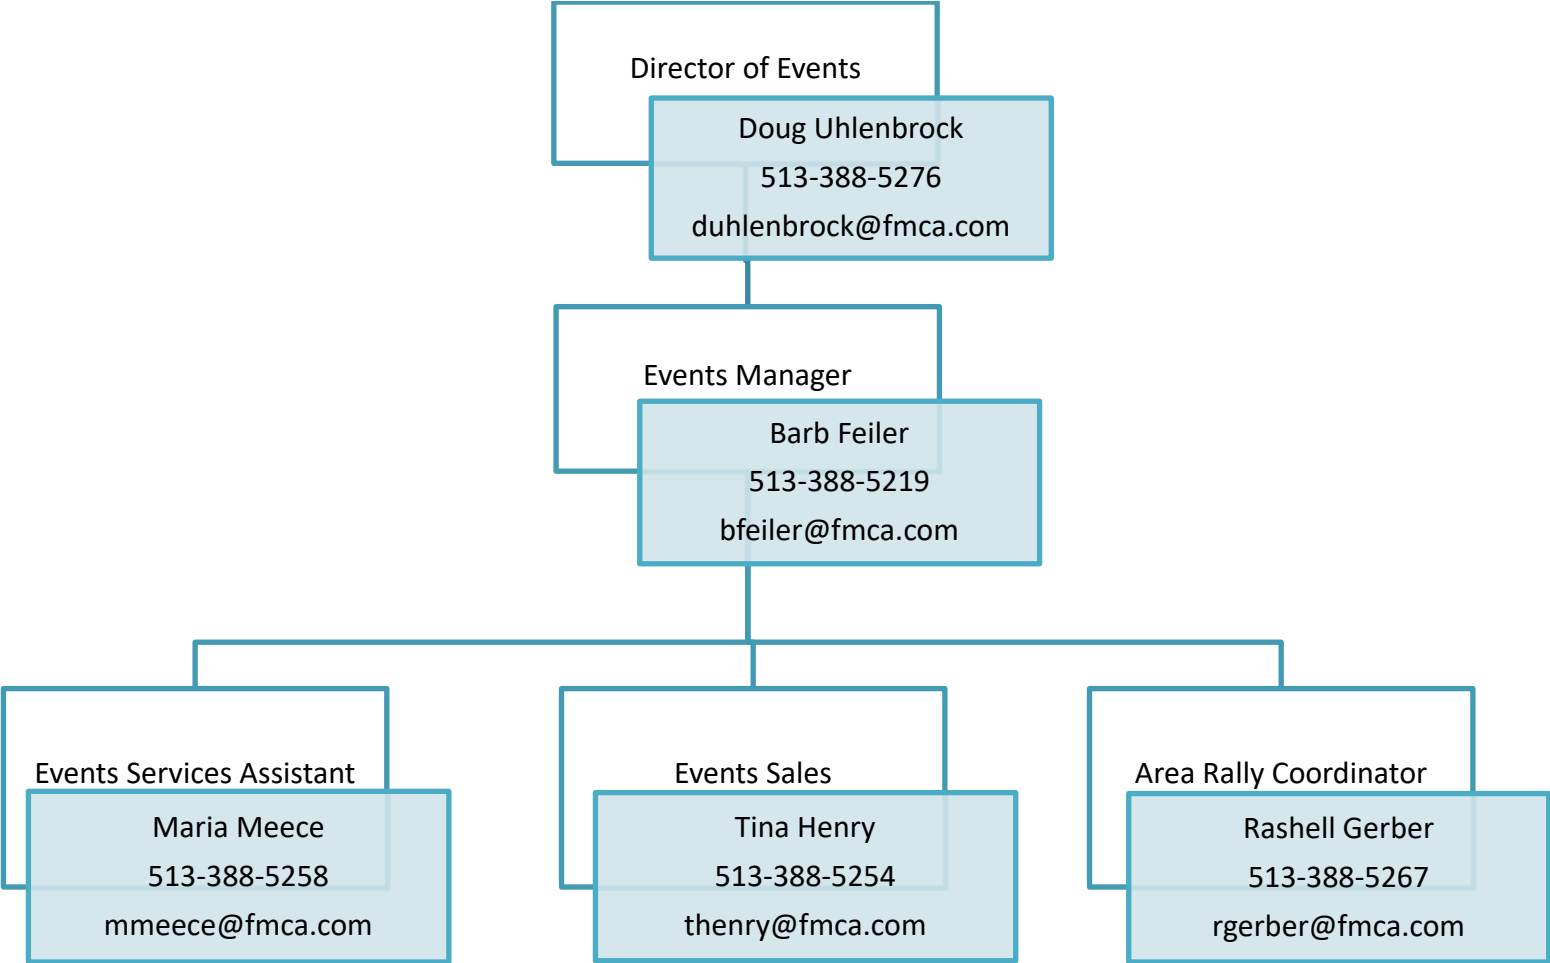 Director of Events
Doug Uhlenbrock
513-388-5276
duhlenbrock@fmca.com
Events Manager
Barb Feiler
513-388-5219
bfeiler@fmca.com
Events Services Assistant
Maria Meece
513-388-5258
mmeece@fmca.com
Events Sales
Tina Henry
513-388-5254
thenry@fmca.com
Area Rally Coordinator
Rashell Gerber
513-388-5267
rgerber@fmca.com